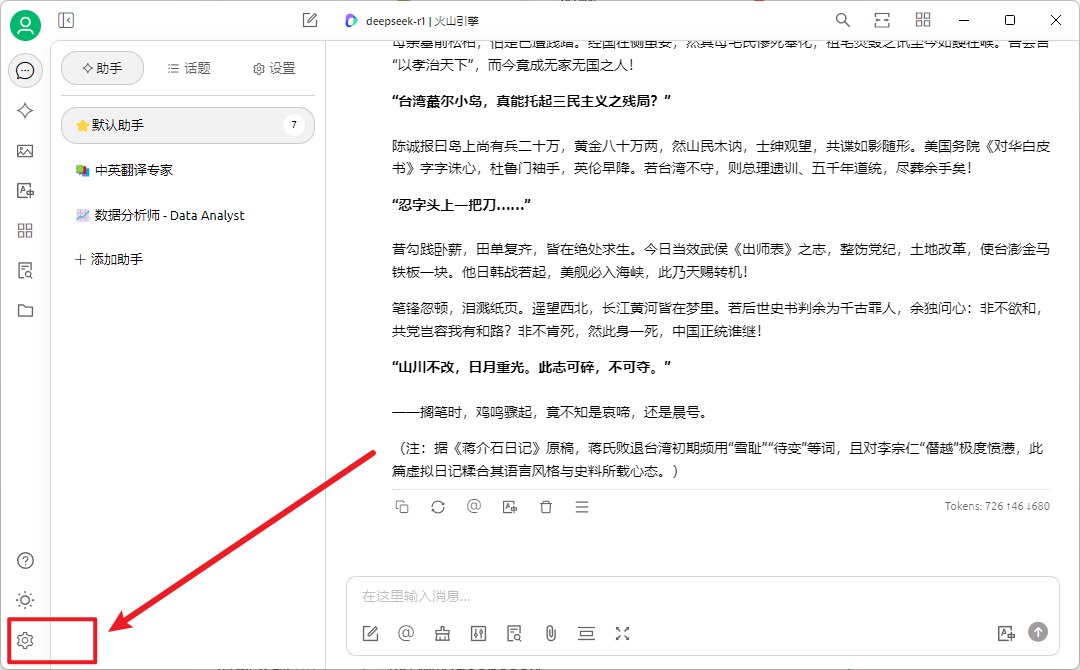 deepseek-r1 | 火山引擎
助手
话题
设置
默认助手
7
中英翻译专家
数据分析师 - Data Analyst
添加助手
“以孝治天下”，而今竟成无家无国之人！
“台湾蕞尔小岛，真能托起三民主义之残局？”
陈诚报曰岛上尚有兵二十万，黄金八十万两，然山民木讷，士绅观望，共谍如影随形。美国务院《对华白皮
书》字字诛心，杜鲁门袖手，英伦早降。若台湾不守，则总理遗训、五千年道统，尽葬余手矣！
“忍字头上一把刀……”
昔勾践卧薪，田单复齐，皆在绝处求生。今日当效武侯《出师表》之志，整饬党纪，土地改革，使台澎金马
铁板一块。他日韩战若起，美舰必入海峡，此乃天赐转机！
笔锋忽顿，泪溅纸页。遥望西北，长江黄河皆在梦里。若后世史书判余为千古罪人，余独问心：非不欲和，
共党岂容我有和路？非不肯死，然此身一死，中国正统谁继！
“山川不改，日月重光。此志可碎，不可夺。”
——搁笔时，鸡鸣骤起，竟不知是哀啼，还是晨号。
（注：据《蒋介石日记》原稿，蒋氏败退台湾初期频用“雪耻”“待变”等词，且对李宗仁“僭越”极度愤懑，此
篇虚拟日记糅合其语言风格与史料所载心态。）
Tokens: 726 ↑46 ↓680
在这里输入消息...